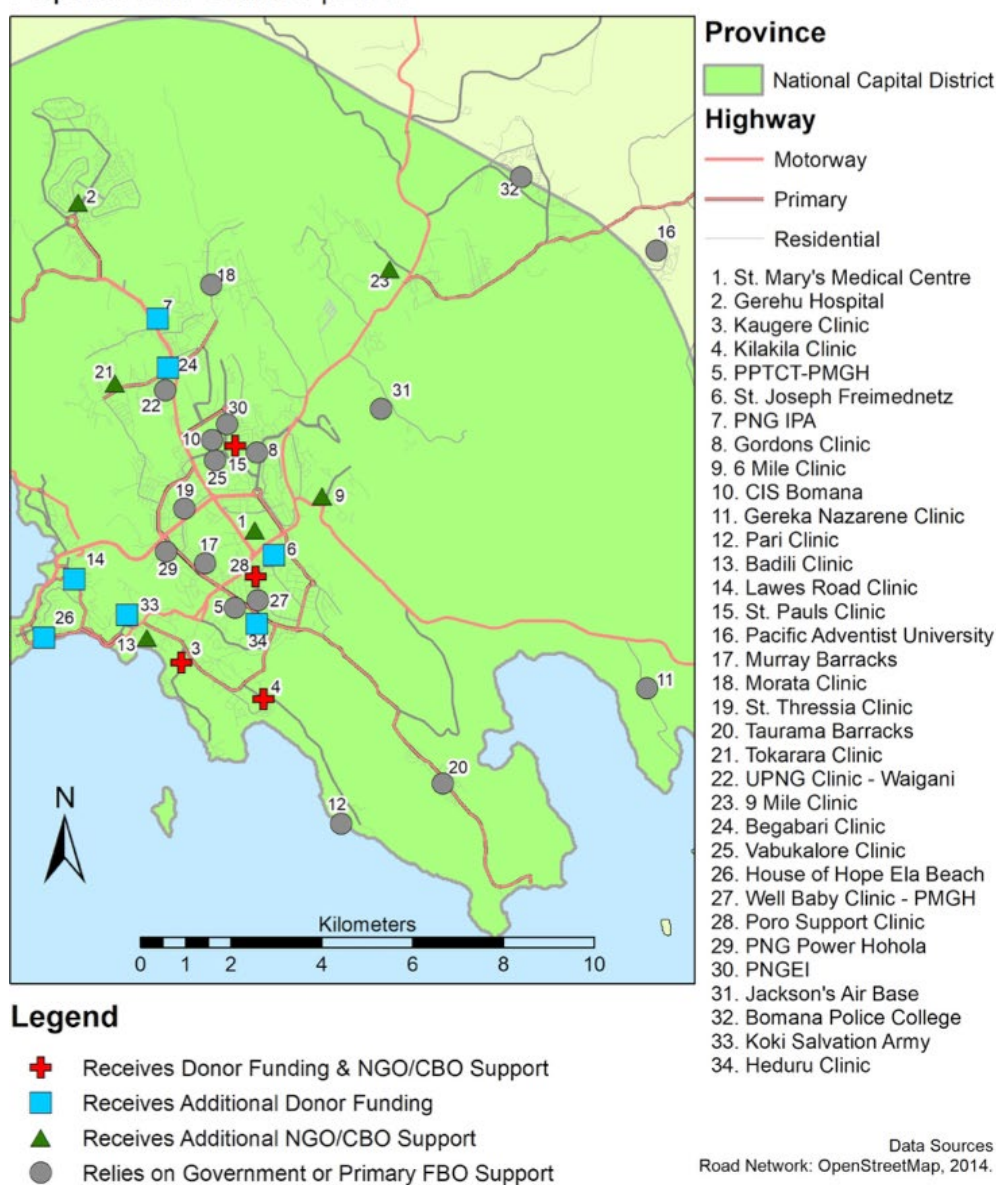 Province
National Capital District
Highway
Motorway
Primary
Residential
1. St. Mary's Medical Centre
2. Gerehu Hospital
3. Kaugere Clinic
4. Kilakila Clinic
5. PPTCT-PMGH
6. St. Joseph Freimednetz
7. PNG IPA
8. Gordons Clinic
9. 6 Mile Clinic
10. CIS Bomana
11. Gereka Nazarene Clinic
12. Pari Clinic
13. Badili Clinic
14. Lawes Road Clinic
15. St. Pauls Clinic
16. Pacific Adventist University
17. Murray Barracks
18. Morata Clinic
19. St. Thressia Clinic
20. Taurama Barracks
21. Tokarara Clinic
22. UPNG Clinic - Waigani
23. 9 Mile Clinic
24. Begabari Clinic
25. Vabukalore Clinic
26. House of Hope Ela Beach
27. Well Baby Clinic - PMGH
28. Poro Support Clinic
29. PNG Power Hohola
30. PNGEI
31. Jackson's Air Base
32. Bomana Police College
33. Koki Salvation Army
34. Heduru Clinic
32
2
16
23
18
7
24
21
22
31
30
10
15
8
25
19
9
1
6
29
17
28
14
27
5
33
34
26
13
3
4
11
20
12
N
Kilometers
0 1 2 4 6 8 10
Legend
Receives Donor Funding & NGO/CBO Support
Receives Additional Donor Funding
Receives Additional NGO/CBO Support
Relies on Government or Primary FBO Support
Data Sources
Road Network: OpenStreetMap, 2014.